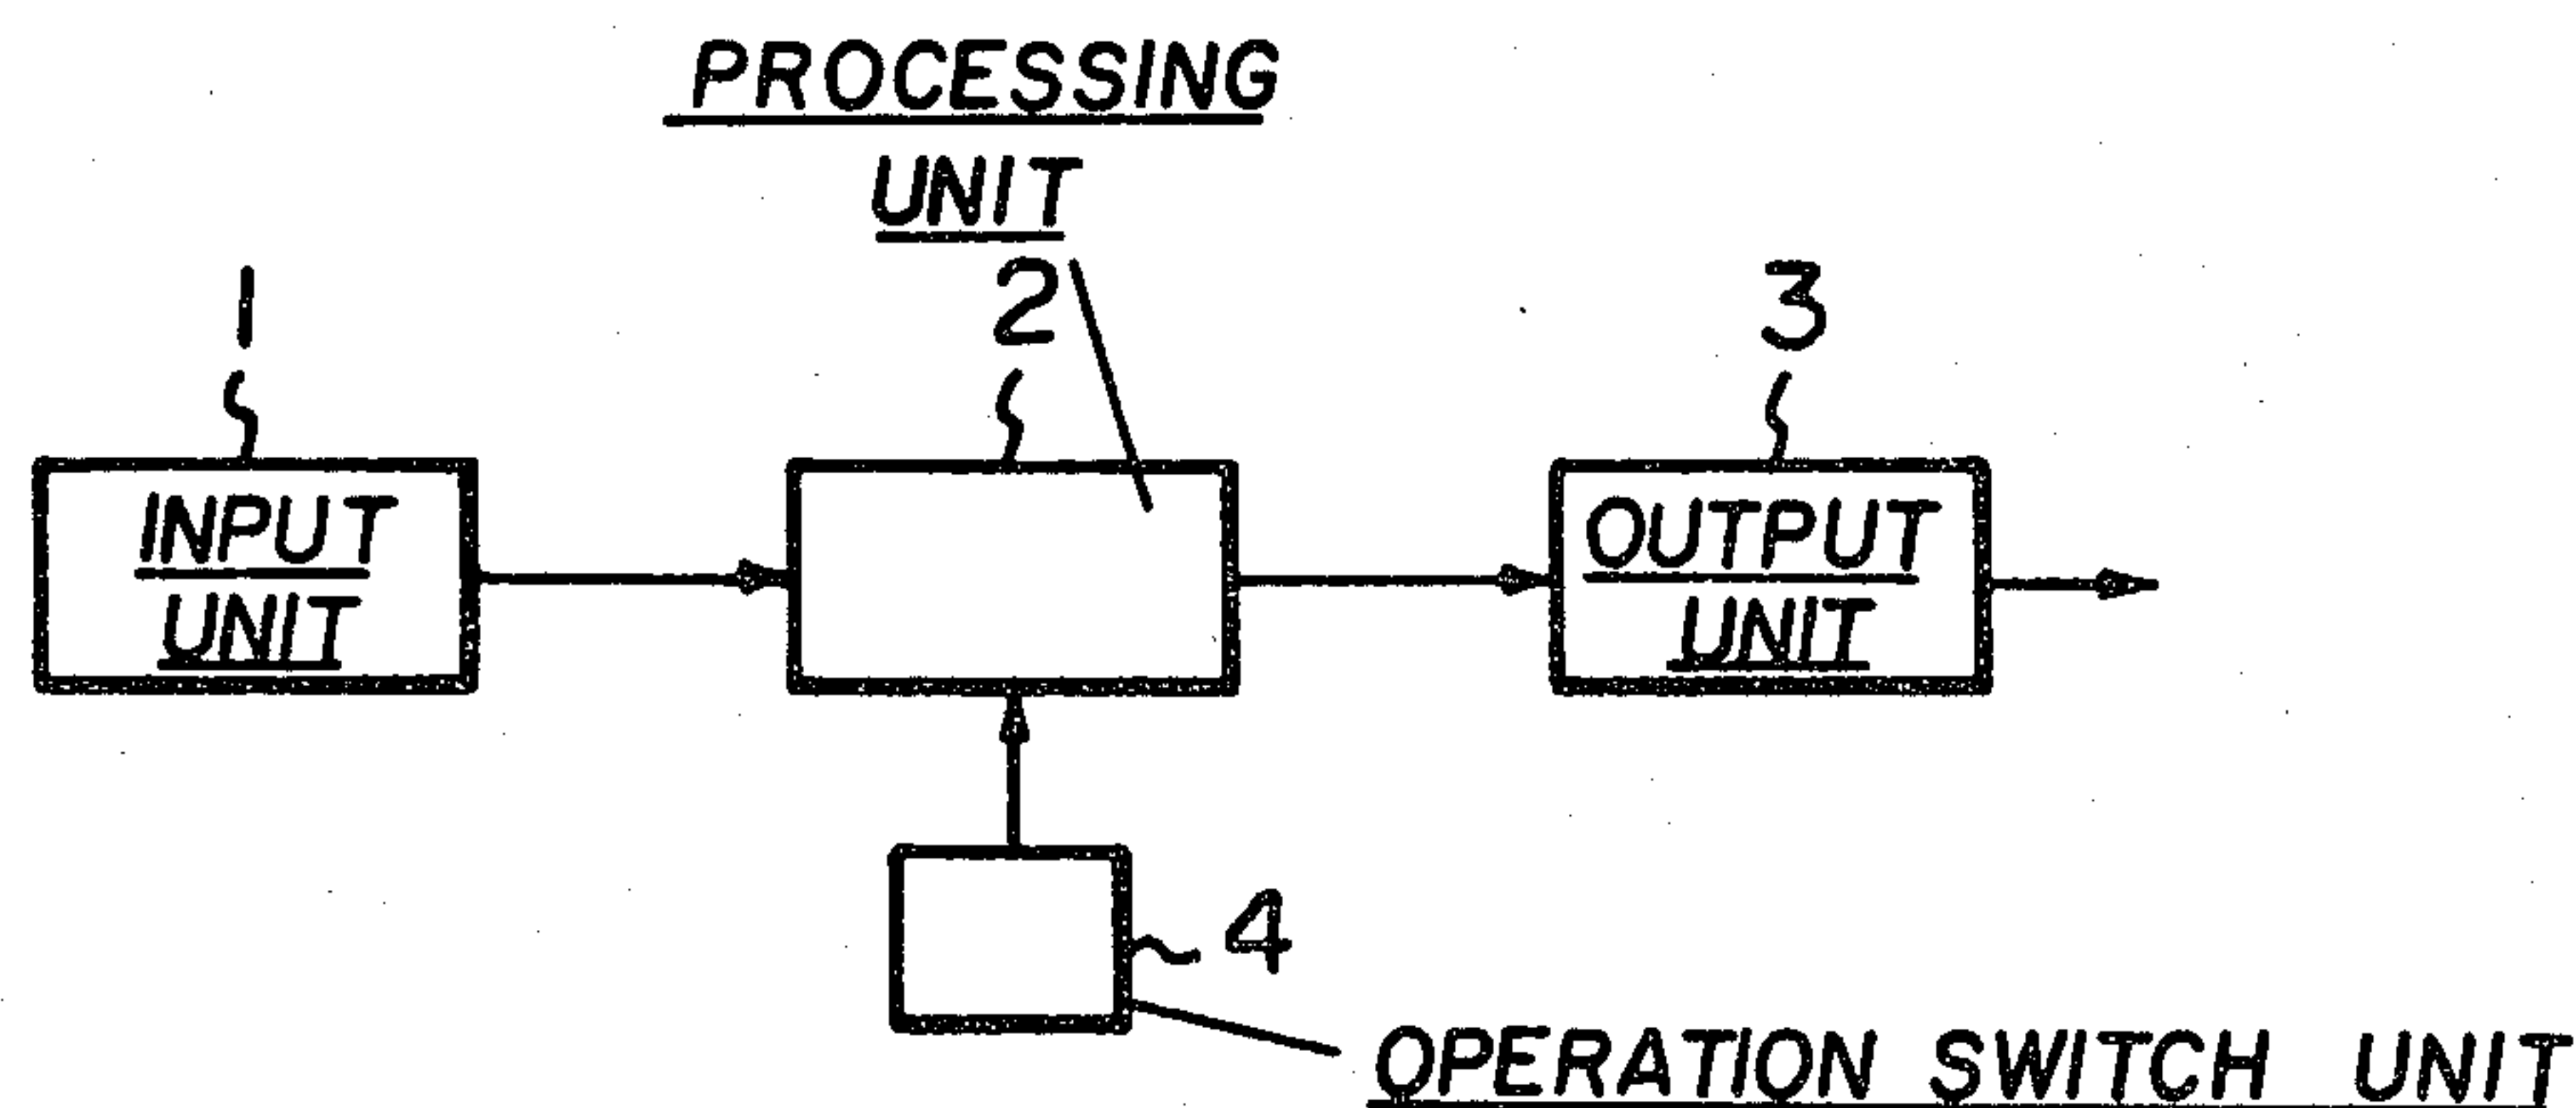 PROCESSING
UNIT
1
2
3
INPUT
UNIT
OUTPUT
UNIT
4
OPERATION SWITCH UNIT